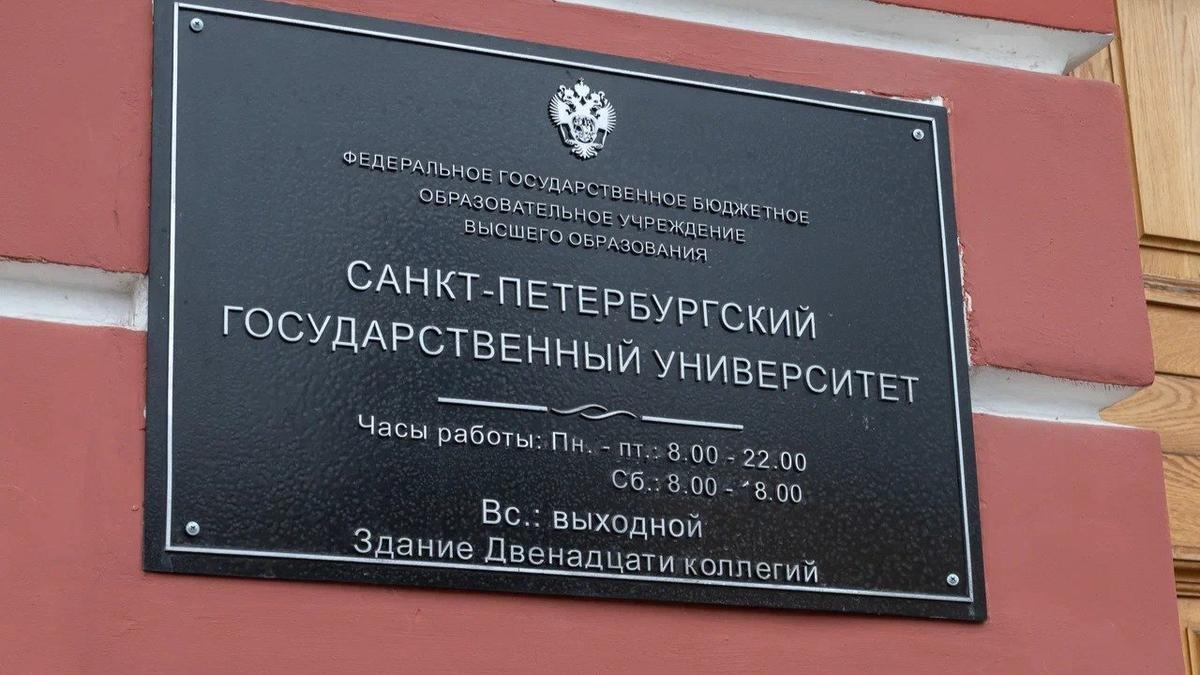 ФЕДЕРАЛЬНОЕ ГОСУДАРСТВЕННОЕ БЮДЖЕТНОЕ
ОБРАЗОВАТЕЛЬНОЕ УЧРЕЖДЕНИЕ
ВЫСШЕГО ОБРАЗОВАНИЯ
САНКТ-ПЕТЕРБУРГСКИЙ
ГОСУДАРСТВЕННЫЙ УНИВЕРСИТЕТ
Часы работы: Пн. - пт.: 8.00 - 22.00
Сб.: 8.00 - 18.00
Вс.: выходной
Здание Двенадцати коллегий